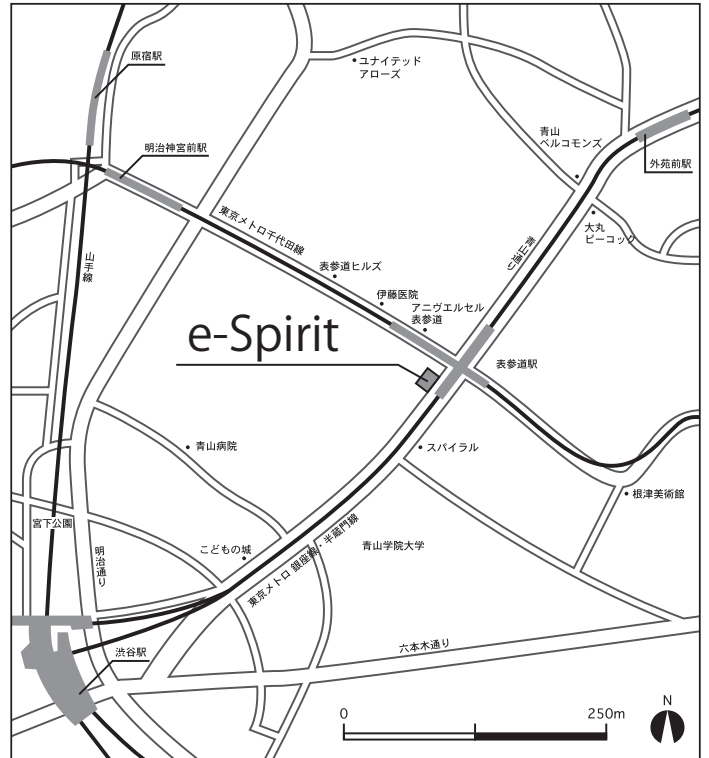 原宿駅
ユナイテッド
アローズ
明治神宮前駅
青山
ベルコモンズ
外苑前駅
東京メトロ千代田線
大丸
ピーコック
青山通り
山手線
表参道ヒルズ
伊藤医院
アニヴェルセル
表参道
e-Spirit
表参道駅
青山病院
スパイラル
根津美術館
宮下公園
明治通り
こどもの城
東京メトロ 銀座線・半蔵門線
青山学院大学
六本木通り
渋谷駅
0
250m
N